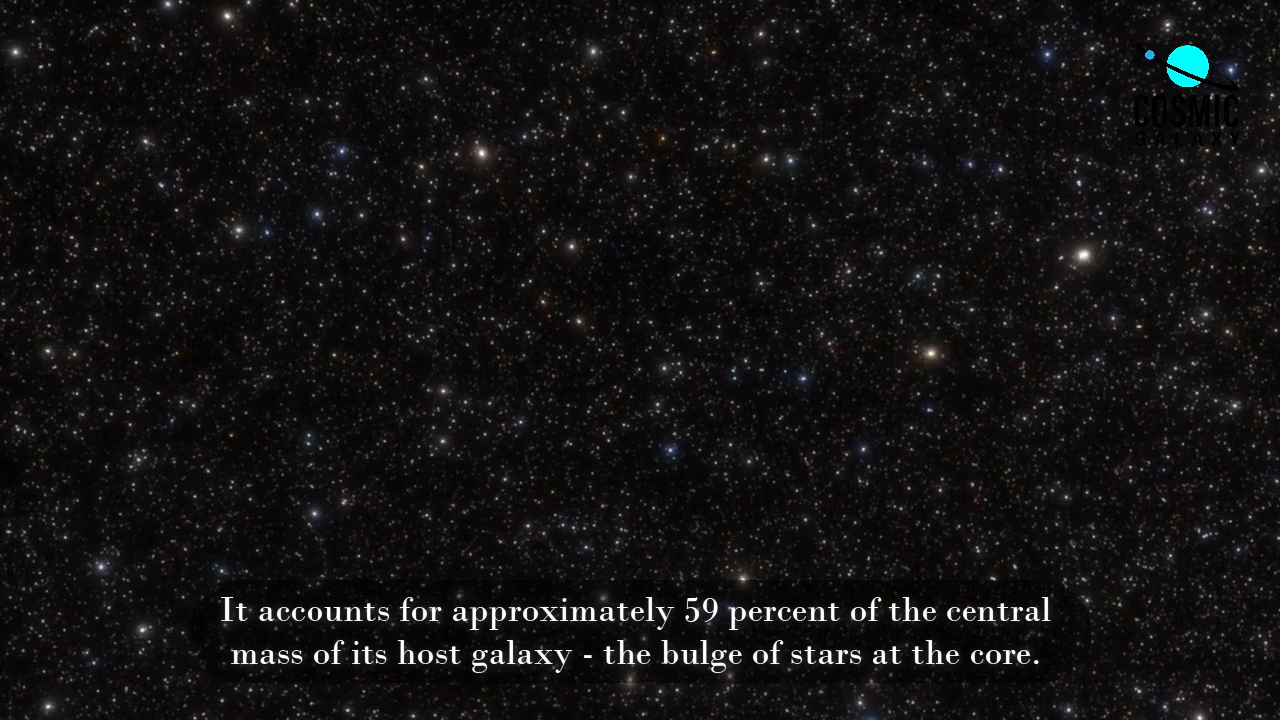 COSMIC
GALAXY
It accounts for approximately 59 percent of the central
mass of its host galaxy - the bulge of stars at the core.